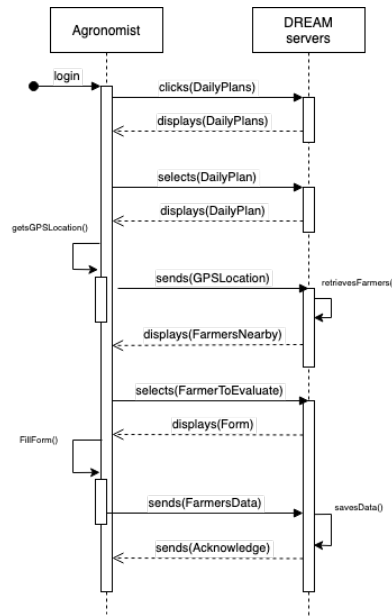 Agronomist
DREAM
servers
login
clicks(DailyPlans)
displays(DailyPlans)
selects(DailyPlan)
displays(DailyPlan)
getsGPSLocation()
sends(GPSLocation)
retrievesFarmers(
displays(FarmersNearby)
selects(FarmerToEvaluate)
displays(Form)
FillForm()
sends(FarmersData)
savesData()
sends(Acknowledge)